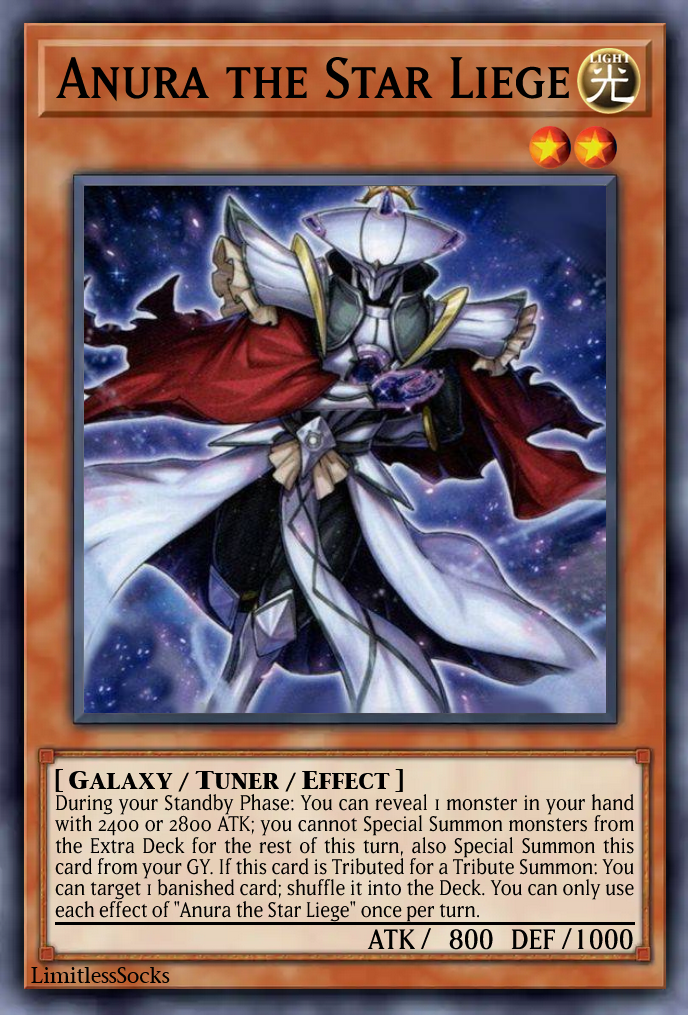 Anura the Star Liege
LIGHT
光
[ Galaxy / Tuner / Effect ]
During your Standby Phase: You can reveal 1 monster in your hand
with 2400 or 2800 ATK; you cannot Special Summon monsters from
the Extra Deck for the rest of this turn, also Special Summon this
card from your GY. If this card is Tributed for a Tribute Summon: You
can target 1 banished card; shuffle it into the Deck. You can only use
each effect of "Anura the Star Liege" once per turn.
ATK / 800 DEF /1000
LimitlessSocks